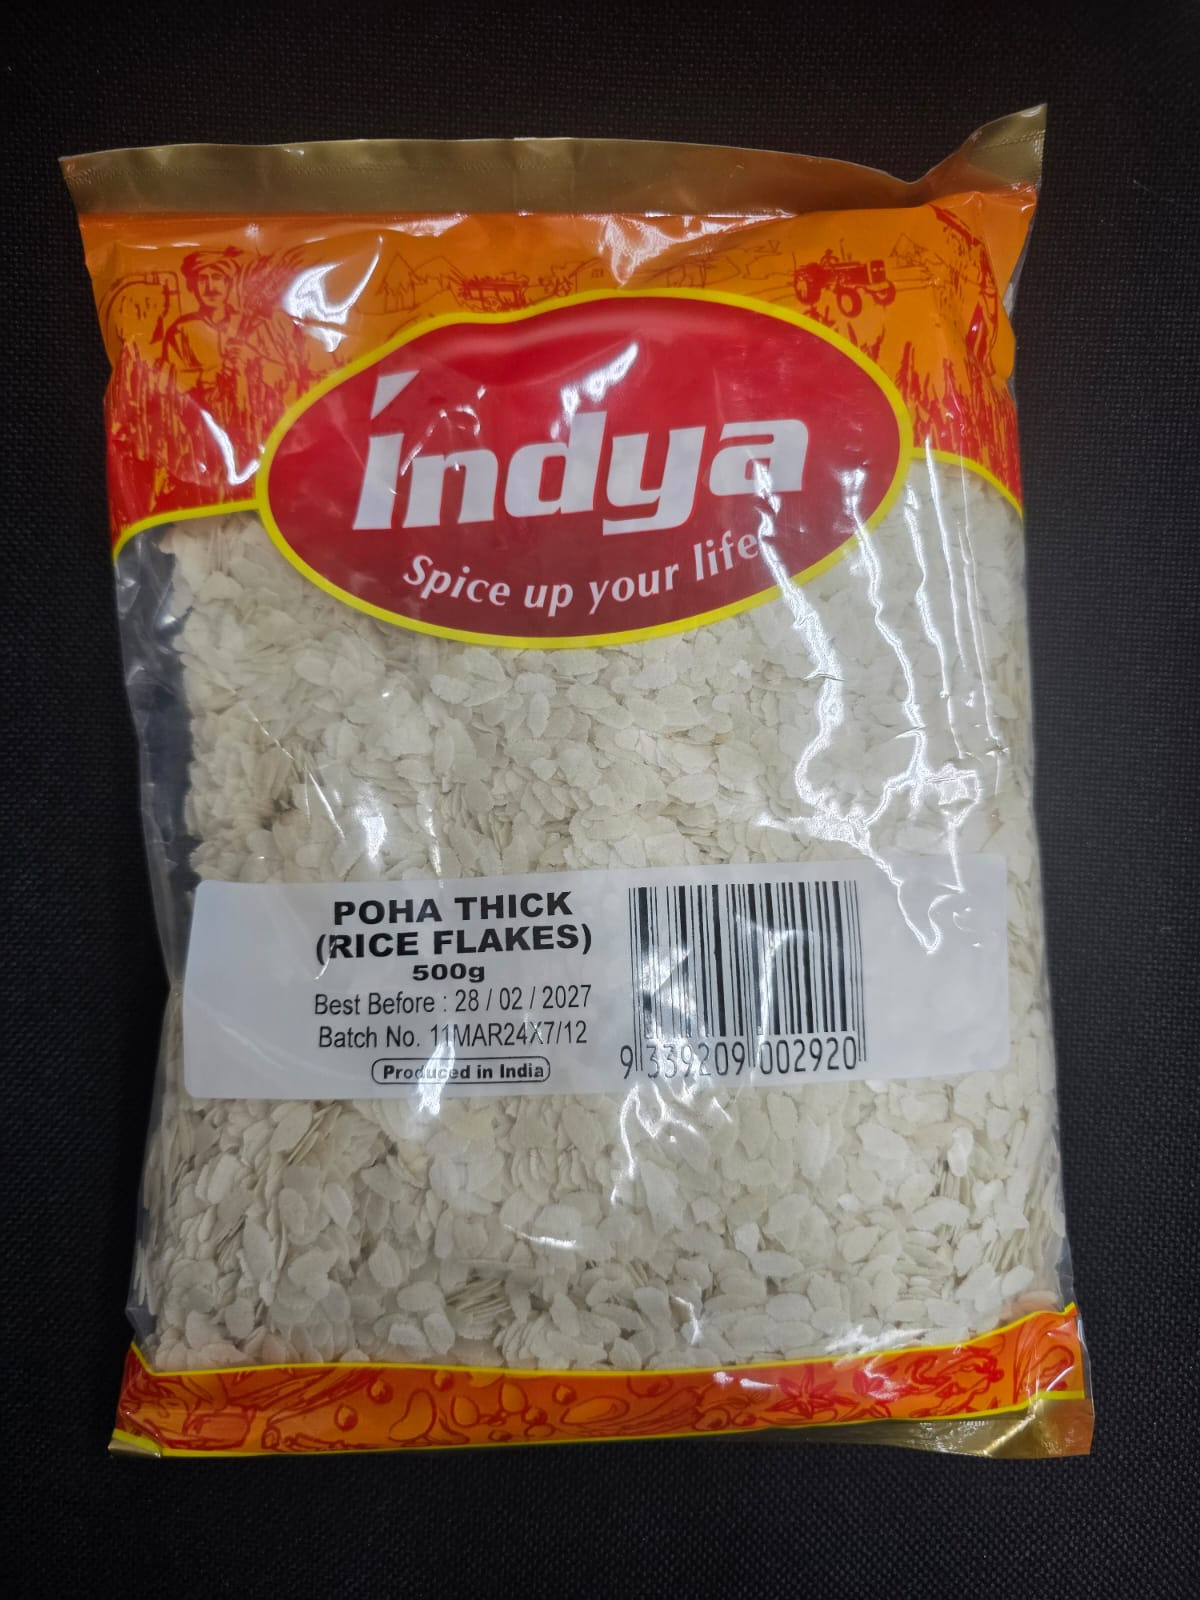 indya
Spice up your life
POHA THICK
(RICE FLAKES)
500g
Best Before : 28 / 02 / 2027
Batch No. 11MAR24X7/12
Produced in India
9 339209 002920